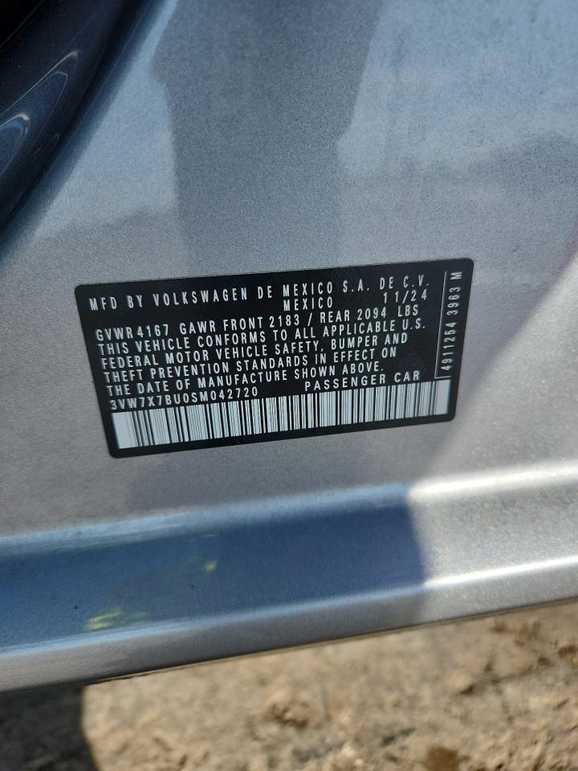 MFD BY VOLKSWAGEN DE MEXICO S.A. DE C.V.
MEXICO 11/24
GVWR 4167 GAWR FRONT 2183 / REAR 2094 LBS
THIS VEHICLE CONFORMS TO ALL APPLICABLE U.S.
FEDERAL MOTOR VEHICLE SAFETY, BUMPER AND
THEFT PREVENTION STANDARDS IN EFFECT ON
THE DATE OF MANUFACTURE SHOWN ABOVE.
3VW7X7BU0SM042720 PASSENGER CAR
4911264 3963 M